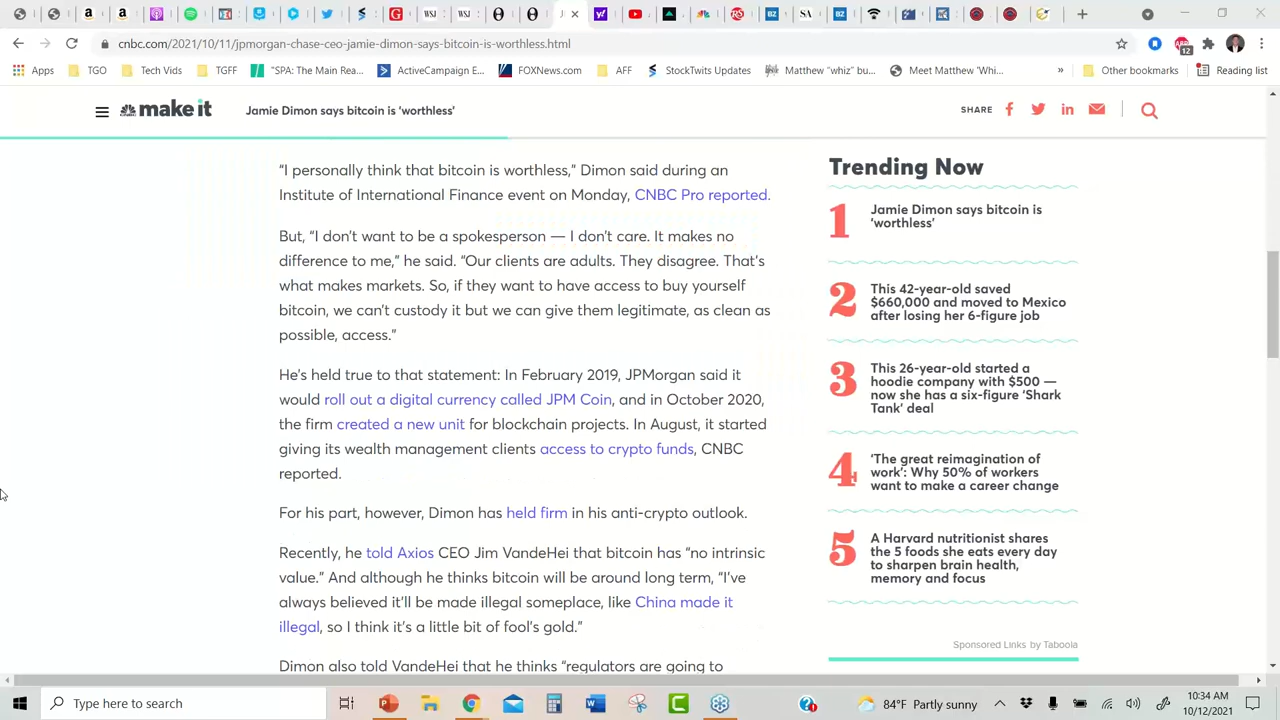 cnbc.com/2021/10/11/jpmorgan-chase-ceo-jamie-dimon-says-bitcoin-is-worthless.html
12
Apps TGO Tech Vids TGFF "SPA: The Main Rea... ActiveCampaign E... FOXNews.com AFF StockTwits Updates Matthew "whiz" bu... Meet Matthew 'Whi... » Other bookmarks Reading list
make it Jamie Dimon says bitcoin is ‘worthless’ SHARE
“I personally think that bitcoin is worthless,” Dimon said during an
Institute of International Finance event on Monday, CNBC Pro reported.
But, “I don’t want to be a spokesperson — I don’t care. It makes no
difference to me,” he said. “Our clients are adults. They disagree. That’s
what makes markets. So, if they want to have access to buy yourself
bitcoin, we can’t custody it but we can give them legitimate, as clean as
possible, access.”
He’s held true to that statement: In February 2019, JPMorgan said it
would roll out a digital currency called JPM Coin, and in October 2020,
the firm created a new unit for blockchain projects. In August, it started
giving its wealth management clients access to crypto funds, CNBC
reported.
For his part, however, Dimon has held firm in his anti-crypto outlook.
Recently, he told Axios CEO Jim VandeHei that bitcoin has “no intrinsic
value.” And although he thinks bitcoin will be around long term, “I’ve
always believed it’ll be made illegal someplace, like China made it
illegal, so I think it’s a little bit of fool’s gold.”
Dimon also told VandeHei that he thinks “regulators are going to
Trending Now
1 Jamie Dimon says bitcoin is
‘worthless’
2 This 42-year-old saved
$660,000 and moved to Mexico
after losing her 6-figure job
3 This 26-year-old started a
hoodie company with $500 —
now she has a six-figure ‘Shark
Tank’ deal
4 ‘The great reimagination of
work’: Why 50% of workers
want to make a career change
5 A Harvard nutritionist shares
the 5 foods she eats every day
to sharpen brain health,
memory and focus
Sponsored Links by Taboola
Type here to search
84°F Partly sunny
10:34 AM
10/12/2021